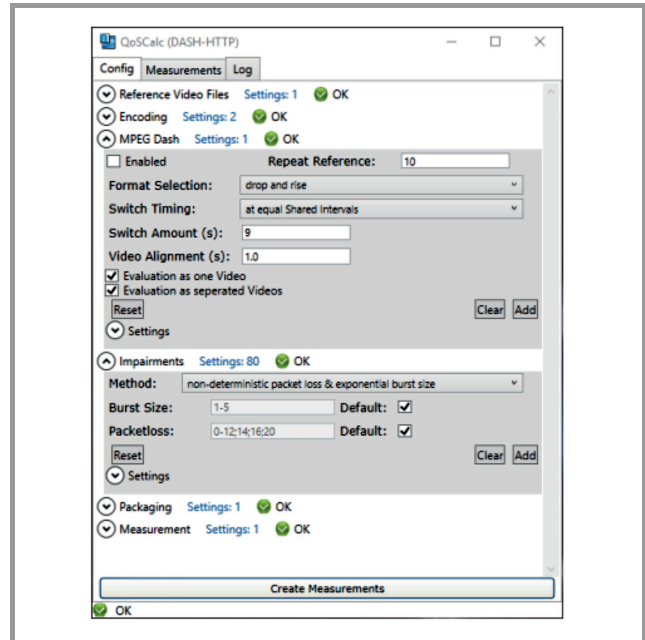 QoSCalc (DASH-HTTP)
Config Measurements Log
Reference Video Files Settings: 1 OK
Encoding Settings: 2 OK
MPEG Dash Settings: 1 OK
Enabled Repeat Reference: 10
Format Selection: drop and rise
Switch Timing: at equal Shared Intervals
Switch Amount (s): 9
Video Alignment (s): 1.0
Evaluation as one Video
Evaluation as seperated Videos
Reset Clear Add
Settings
Impairments Settings: 80 OK
Method: non-deterministic packet loss & exponential burst size
Burst Size: 1-5 Default:
Packetloss: 0-12;14;16;20 Default:
Reset Clear Add
Settings
Packaging Settings: 1 OK
Measurement Settings: 1 OK
Create Measurements
OK